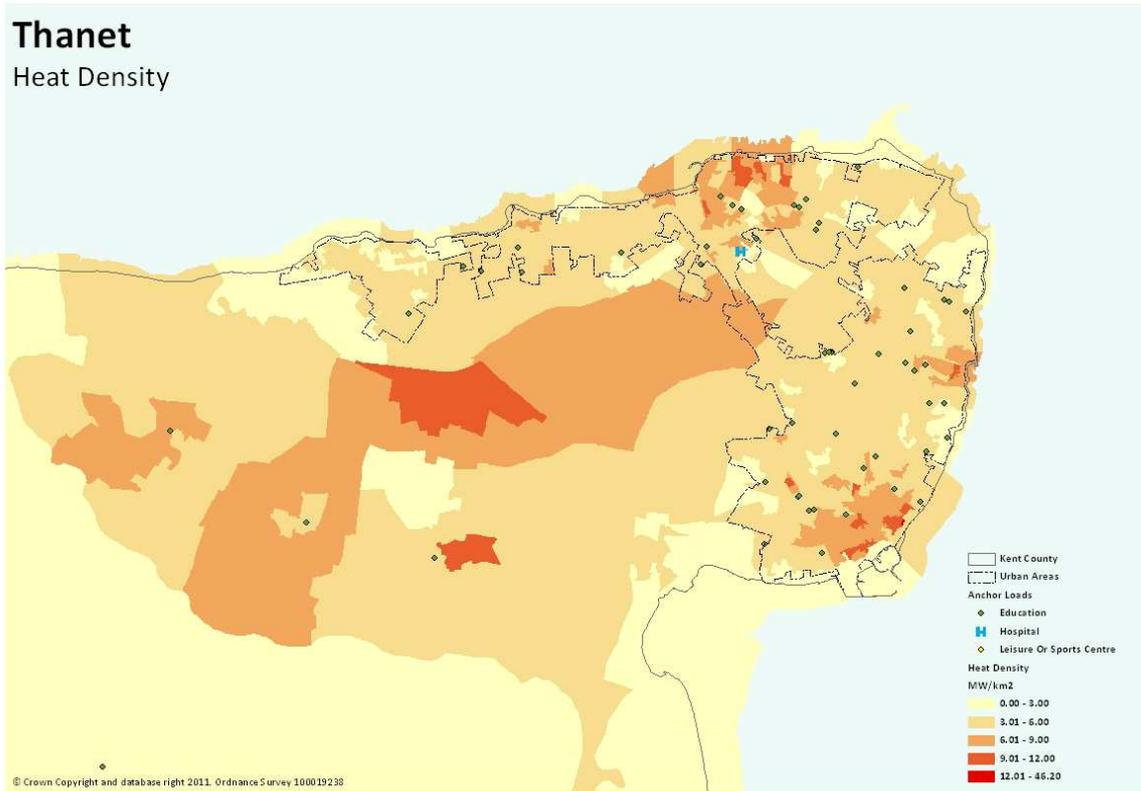 Thanet
Heat Density
H
Kent County
Urban Areas
Anchor Loads
Education
H Hospital
Leisure Or Sports Centre
Heat Density
MW/km2
0.00 - 3.00
3.01 - 6.00
6.01 - 9.00
9.01 - 12.00
12.01 - 46.20
© Crown Copyright and database right 2011. Ordnance Survey 100019238